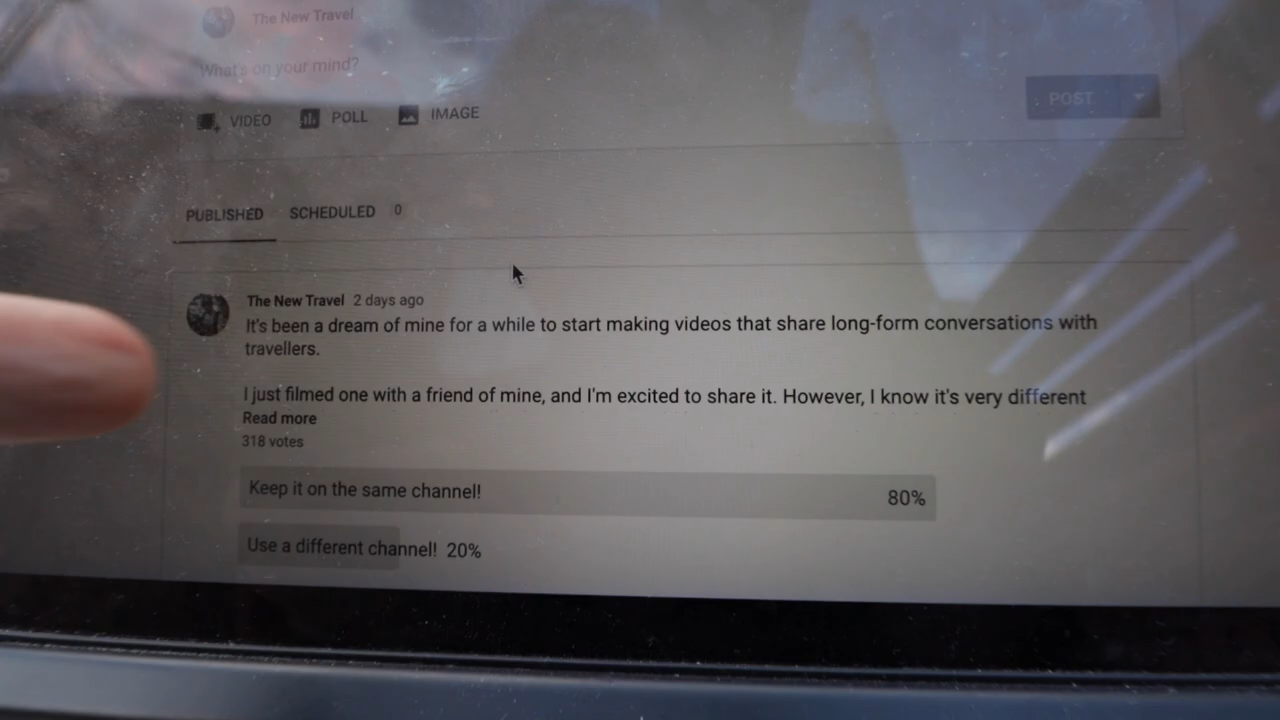 The New Travel
What's on your mind?
VIDEO POLL IMAGE
POST
PUBLISHED SCHEDULED 0
The New Travel 2 days ago
It's been a dream of mine for a while to start making videos that share long-form conversations with
travellers.
I just filmed one with a friend of mine, and I'm excited to share it. However, I know it's very different
Read more
318 votes
Keep it on the same channel! 80%
Use a different channel! 20%